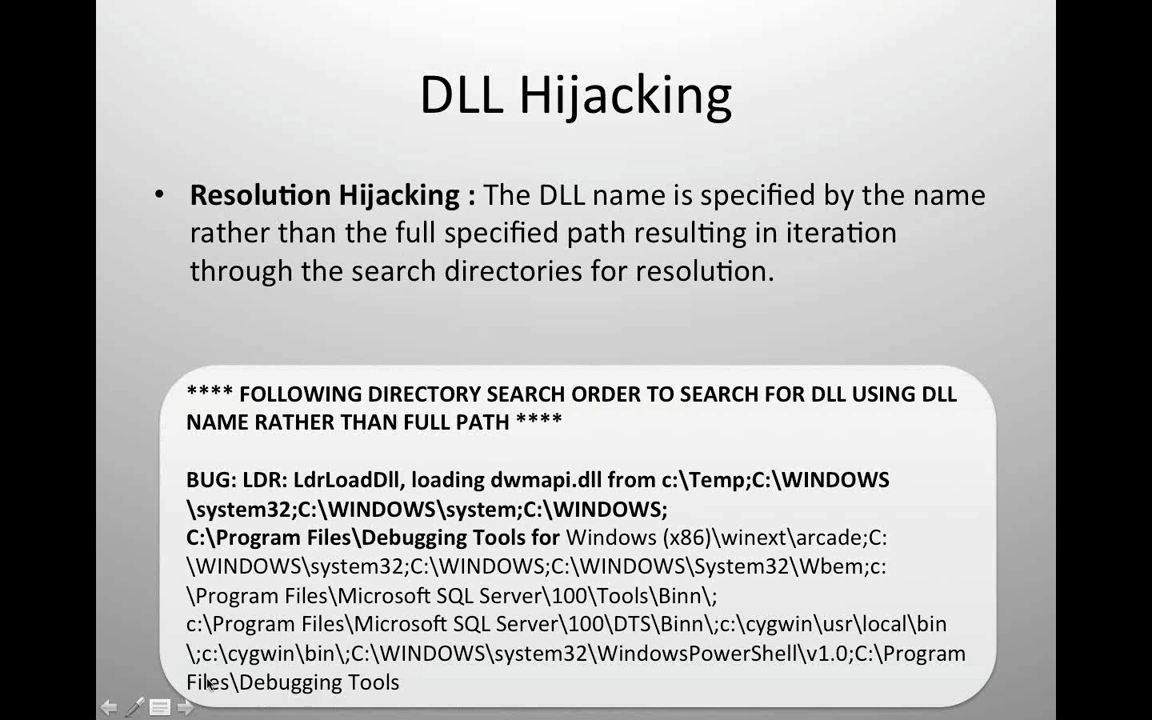 DLL Hijacking
• Resolution Hijacking : The DLL name is specified by the name
rather than the full specified path resulting in iteration
through the search directories for resolution.
**** FOLLOWING DIRECTORY SEARCH ORDER TO SEARCH FOR DLL USING DLL
NAME RATHER THAN FULL PATH ****
BUG: LDR: LdrLoadDll, loading dwmapi.dll from c:\Temp;C:\WINDOWS
\system32;C:\WINDOWS\system;C:\WINDOWS;
C:\Program Files\Debugging Tools for Windows (x86)\winext\arcade;C:
\WINDOWS\system32;C:\WINDOWS;C:\WINDOWS\System32\Wbem;c:
\Program Files\Microsoft SQL Server\100\Tools\Binn\;
c:\Program Files\Microsoft SQL Server\100\DTS\Binn\;c:\cygwin\usr\local\bin
\;c:\cygwin\bin\;C:\WINDOWS\system32\WindowsPowerShell\v1.0;C:\Program
Files\Debugging Tools